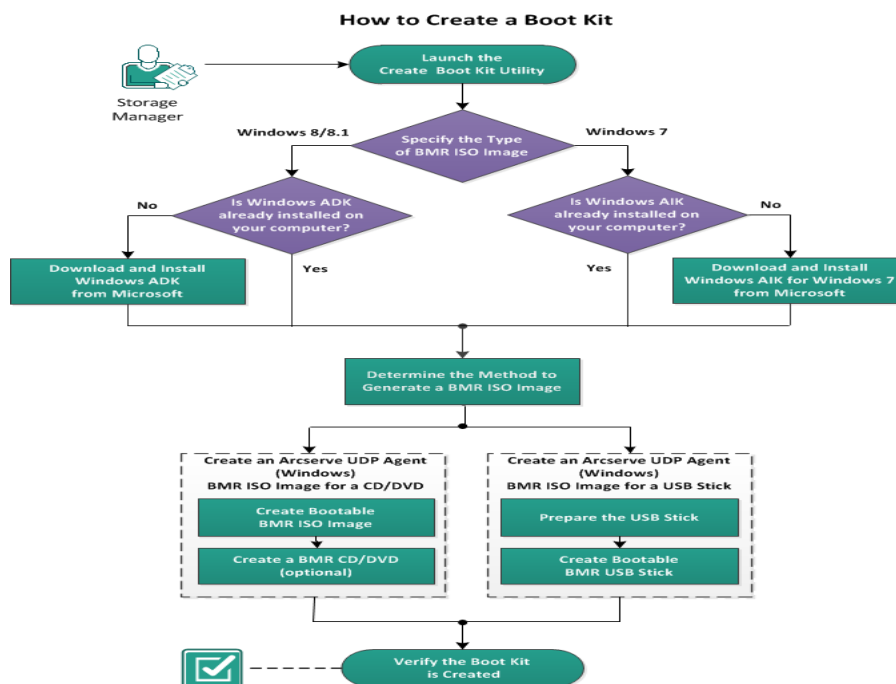 How to Create a Boot Kit
Launch the
Create Boot Kit Utility
Storage
Manager
Windows 8/8.1
Specify the Type
of BMR ISO Image
Windows 7
No
Is Windows ADK
already installed on
your computer?
Is Windows AIK
already installed on
your computer?
No
Download and Install
Windows ADK
from Microsoft
Yes
Yes
Download and Install
Windows AIK for Windows 7
from Microsoft
Determine the Method to
Generate a BMR ISO Image
Create an Arcserve UDP Agent
(Windows)
BMR ISO Image for a CD/DVD
Create Bootable
BMR ISO Image
Create a BMR CD/DVD
(optional)
Create an Arcserve UDP Agent
(Windows)
BMR ISO Image for a USB Stick
Prepare the USB Stick
Create Bootable
BMR USB Stick
Verify the Boot Kit
is Created